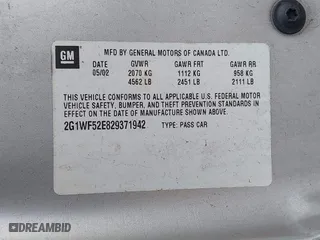 GM
MFD BY GENERAL MOTORS OF CANADA LTD.
DATE GVWR GAWR FRT GAWR RR
05/02 2070 KG 1112 KG 958 KG
4562 LB 2451 LB 2111 LB
THIS VEHICLE CONFORMS TO ALL APPLICABLE U.S. FEDERAL MOTOR
VEHICLE SAFETY, BUMPER, AND THEFT PREVENTION STANDARDS IN
EFFECT ON THE DATE OF MANUFACTURE SHOWN ABOVE.
2G1WF52E829371942 TYPE: PASS CAR
@DREAMBID